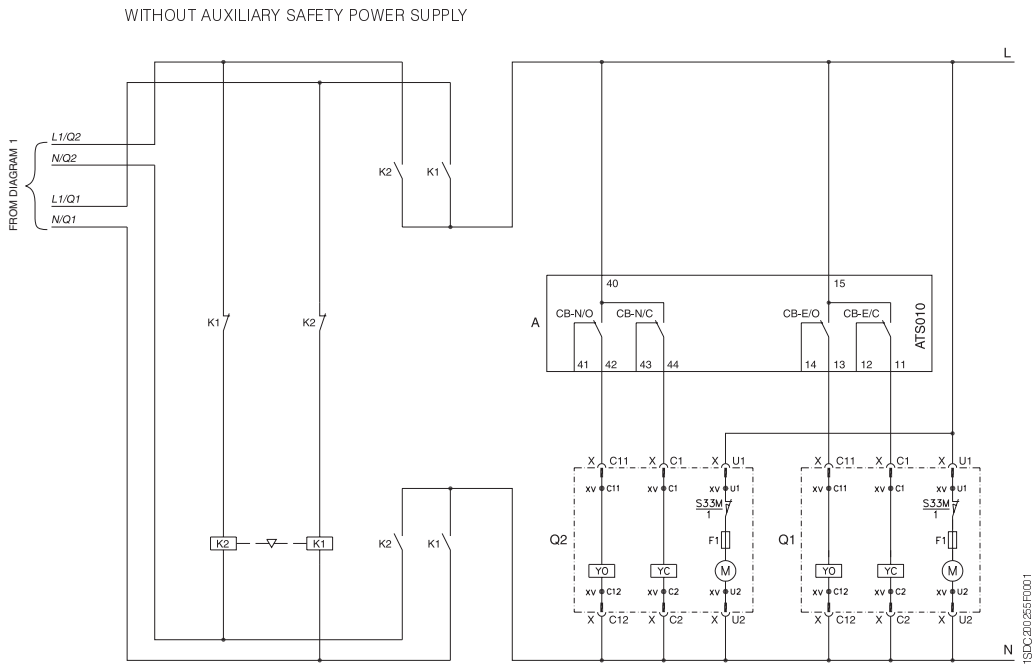 WITHOUT AUXILIARY SAFETY POWER SUPPLY
L
FROM DIAGRAM 1
L1/Q2
N/Q2
L1/Q1
N/Q1
K2 K1
40 15
A K1 K2 CB-N/O CB-N/C CB-E/O CB-E/C ATS010
41 42 43 44 14 13 12 11
X C11 X C1 X U1 X C11 X C1 X U1
XV C11 XV C1 XV U1 XV C11 XV C1 XV U1
S33M S33M
1 1
K2 K1 K2 K1 Q2 F1 Q1 F1
YO YC M YO YC M
XV C12 XV C2 XV U2 XV C12 XV C2 XV U2
X C12 X C2 X U2 X C12 X C2 X U2
N
1SDC200255F0001